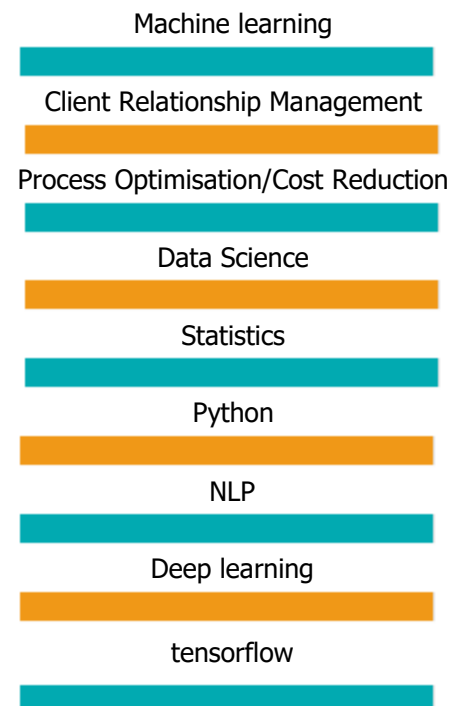 Machine learning
Client Relationship Management
Process Optimisation/Cost Reduction
Data Science
Statistics
Python
NLP
Deep learning
tensorflow